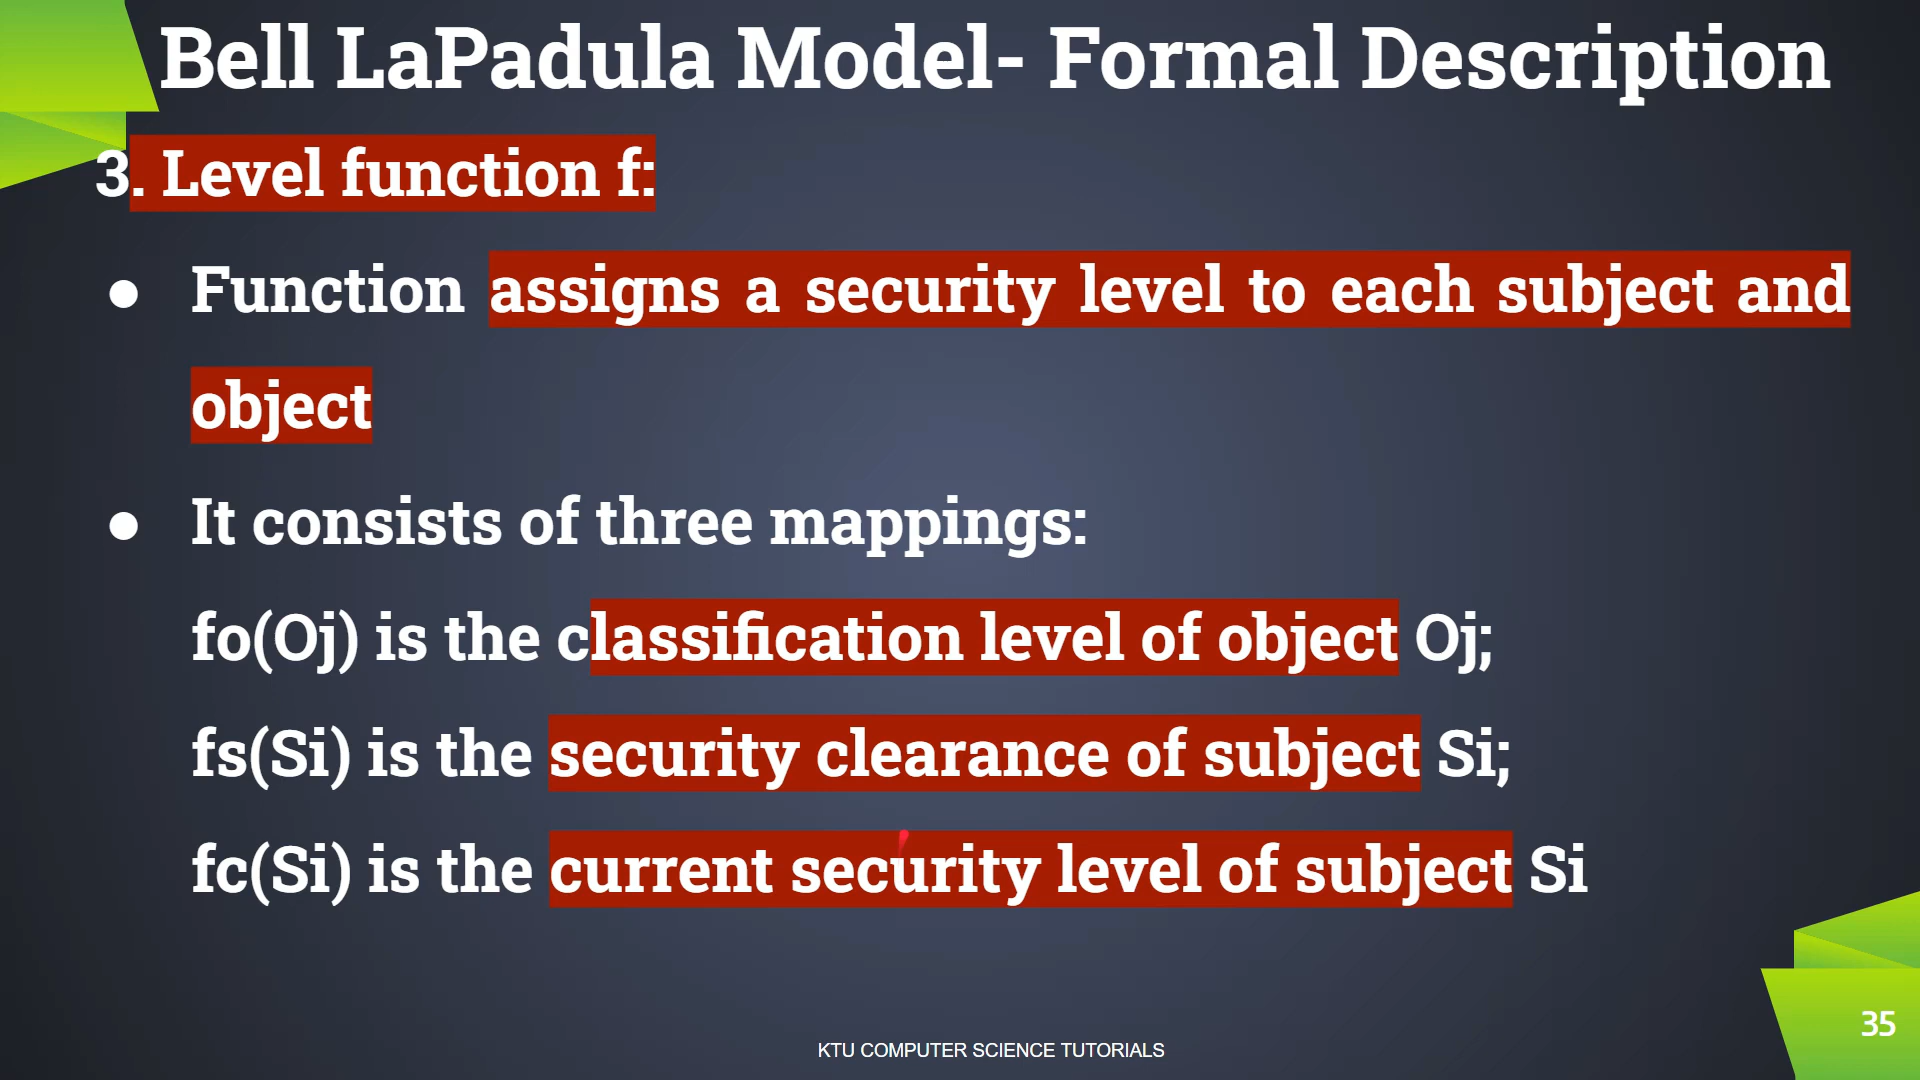 Bell LaPadula Model- Formal Description
3. Level function f:
● Function assigns a security level to each subject and
object
● It consists of three mappings:
fo(Oj) is the classification level of object Oj;
fs(Si) is the security clearance of subject Si;
fc(Si) is the current security level of subject Si
35
KTU COMPUTER SCIENCE TUTORIALS